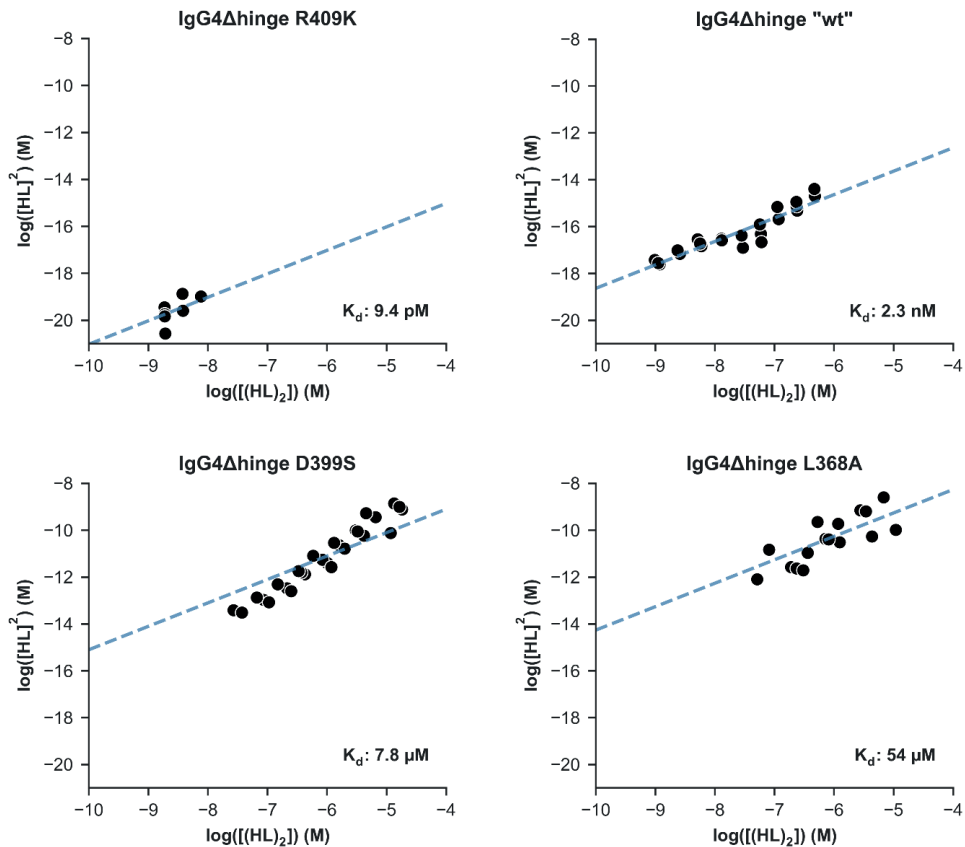 IgG4Δhinge R409K
−8
−10
−12
−14
−16
−18
−20
log([HL]²) (M)
−10 −9 −8 −7 −6 −5 −4
log([(HL)₂]) (M)
K_d: 9.4 pM
IgG4Δhinge "wt"
−8
−10
−12
−14
−16
−18
−20
log([HL]²) (M)
−10 −9 −8 −7 −6 −5 −4
log([(HL)₂]) (M)
K_d: 2.3 nM
IgG4Δhinge D399S
−8
−10
−12
−14
−16
−18
−20
log([HL]²) (M)
−10 −9 −8 −7 −6 −5 −4
log([(HL)₂]) (M)
K_d: 7.8 µM
IgG4Δhinge L368A
−8
−10
−12
−14
−16
−18
−20
log([HL]²) (M)
−10 −9 −8 −7 −6 −5 −4
log([(HL)₂]) (M)
K_d: 54 µM